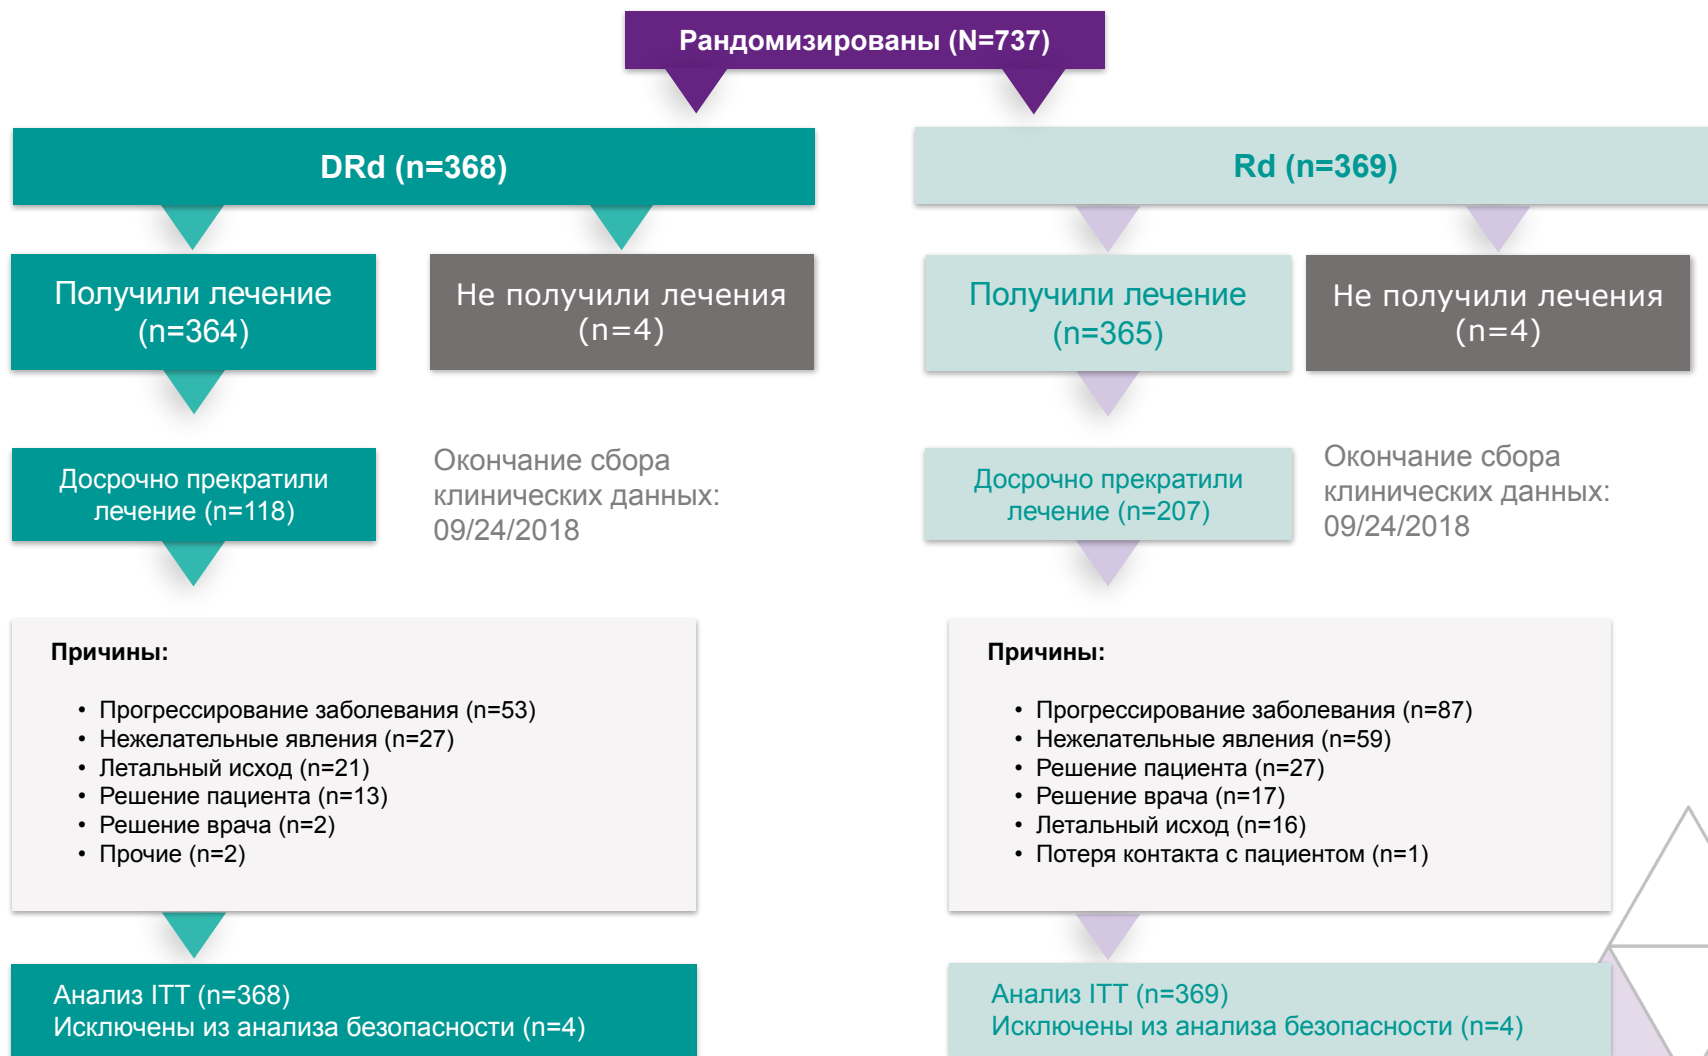 Рандомизированы (N=737)
DRd (n=368)
Получили лечение
(n=364)
Не получили лечения
(n=4)
Досрочно прекратили
лечение (n=118)
Окончание сбора
клинических данных:
09/24/2018
Причины:
• Прогрессирование заболевания (n=53)
• Нежелательные явления (n=27)
• Летальный исход (n=21)
• Решение пациента (n=13)
• Решение врача (n=2)
• Прочие (n=2)
Анализ ITT (n=368)
Исключены из анализа безопасности (n=4)
Rd (n=369)
Получили лечение
(n=365)
Не получили лечения
(n=4)
Досрочно прекратили
лечение (n=207)
Окончание сбора
клинических данных:
09/24/2018
Причины:
• Прогрессирование заболевания (n=87)
• Нежелательные явления (n=59)
• Решение пациента (n=27)
• Решение врача (n=17)
• Летальный исход (n=16)
• Потеря контакта с пациентом (n=1)
Анализ ITT (n=369)
Исключены из анализа безопасности (n=4)